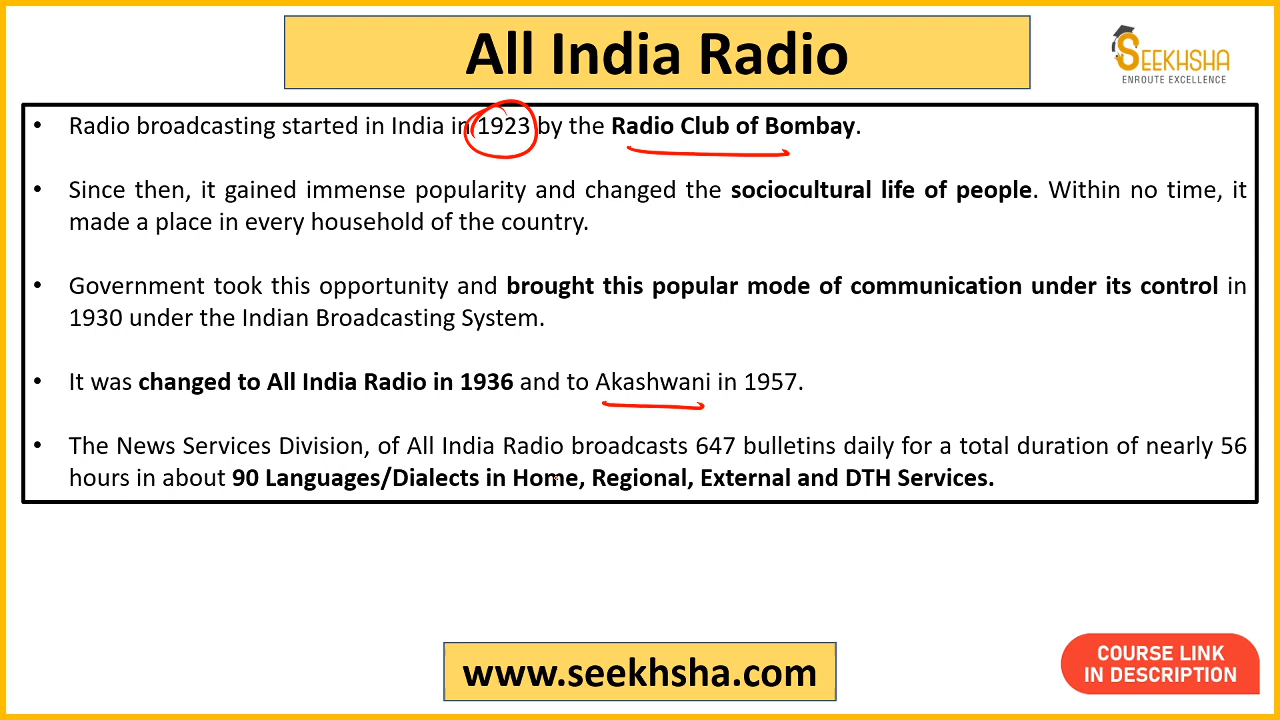 All India Radio
SEEKHSHA
ENROUTE EXCELLENCE
• Radio broadcasting started in India in 1923 by the Radio Club of Bombay.
• Since then, it gained immense popularity and changed the sociocultural life of people. Within no time, it
made a place in every household of the country.
• Government took this opportunity and brought this popular mode of communication under its control in
1930 under the Indian Broadcasting System.
• It was changed to All India Radio in 1936 and to Akashwani in 1957.
• The News Services Division, of All India Radio broadcasts 647 bulletins daily for a total duration of nearly 56
hours in about 90 Languages/Dialects in Home, Regional, External and DTH Services.
www.seekhsha.com
COURSE LINK
IN DESCRIPTION